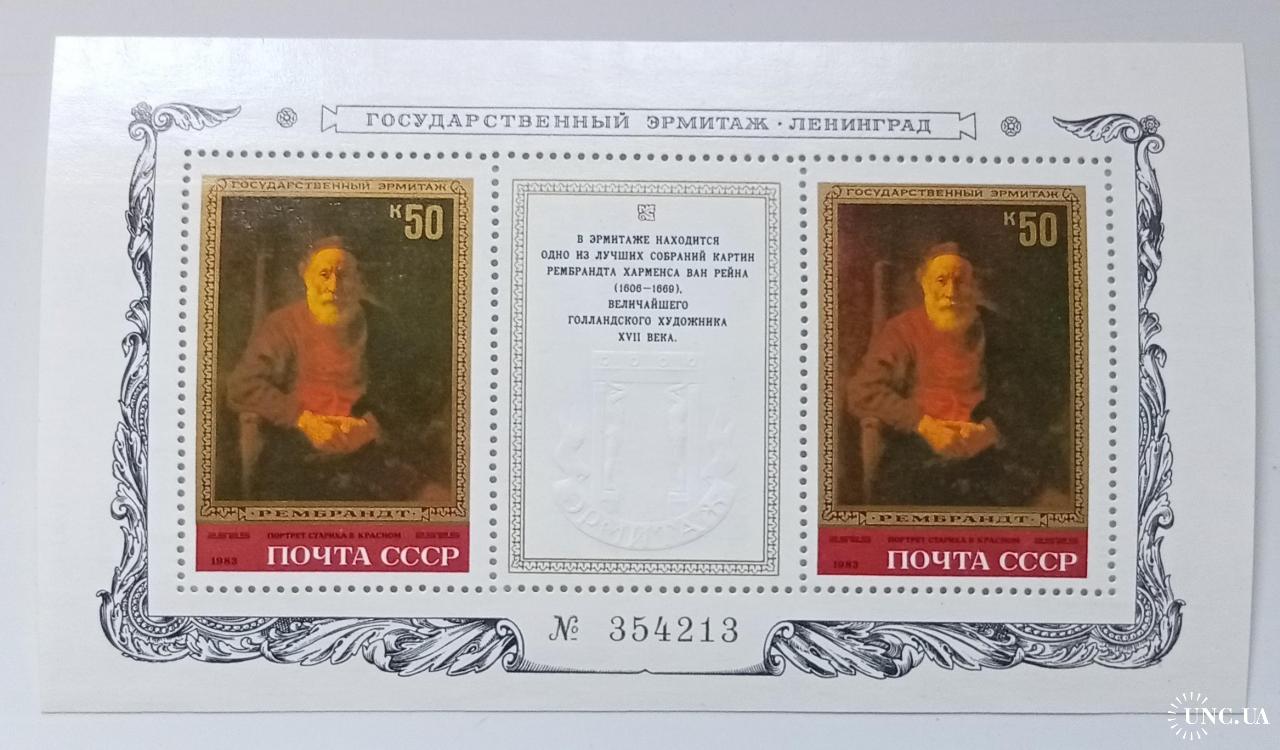 ГОСУДАРСТВЕННЫЙ ЭРМИТАЖ · ЛЕНИНГРАД
ГОСУДАРСТВЕННЫЙ ЭРМИТАЖ
К50
РЕМБРАНДТ
ПОРТРЕТ СТАРИКА В КРАСНОМ
1983 ПОЧТА СССР
В ЭРМИТАЖЕ НАХОДИТСЯ
ОДНО ИЗ ЛУЧШИХ СОБРАНИЙ КАРТИН
РЕМБРАНДТА ХАРМЕНСА ВАН РЕЙНА
(1606—1669),
ВЕЛИЧАЙШЕГО
ГОЛЛАНДСКОГО ХУДОЖНИКА
XVII ВЕКА.
ЭРМИТАЖ
ГОСУДАРСТВЕННЫЙ ЭРМИТАЖ
К50
РЕМБРАНДТ
ПОРТРЕТ СТАРИКА В КРАСНОМ
1983 ПОЧТА СССР
№ 354213
UNC.UA